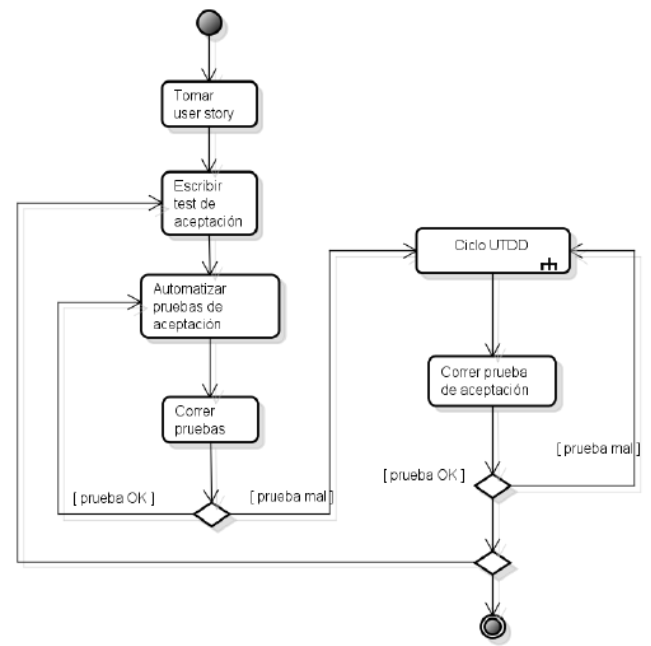 Tomar
user story
Escribir
test de
aceptación
Ciclo UTDD
Automatizar
pruebas de
aceptación
Correr prueba
de aceptación
Correr
pruebas
[ prueba mal ]
[ prueba OK ]
[ prueba OK ]
[ prueba mal ]